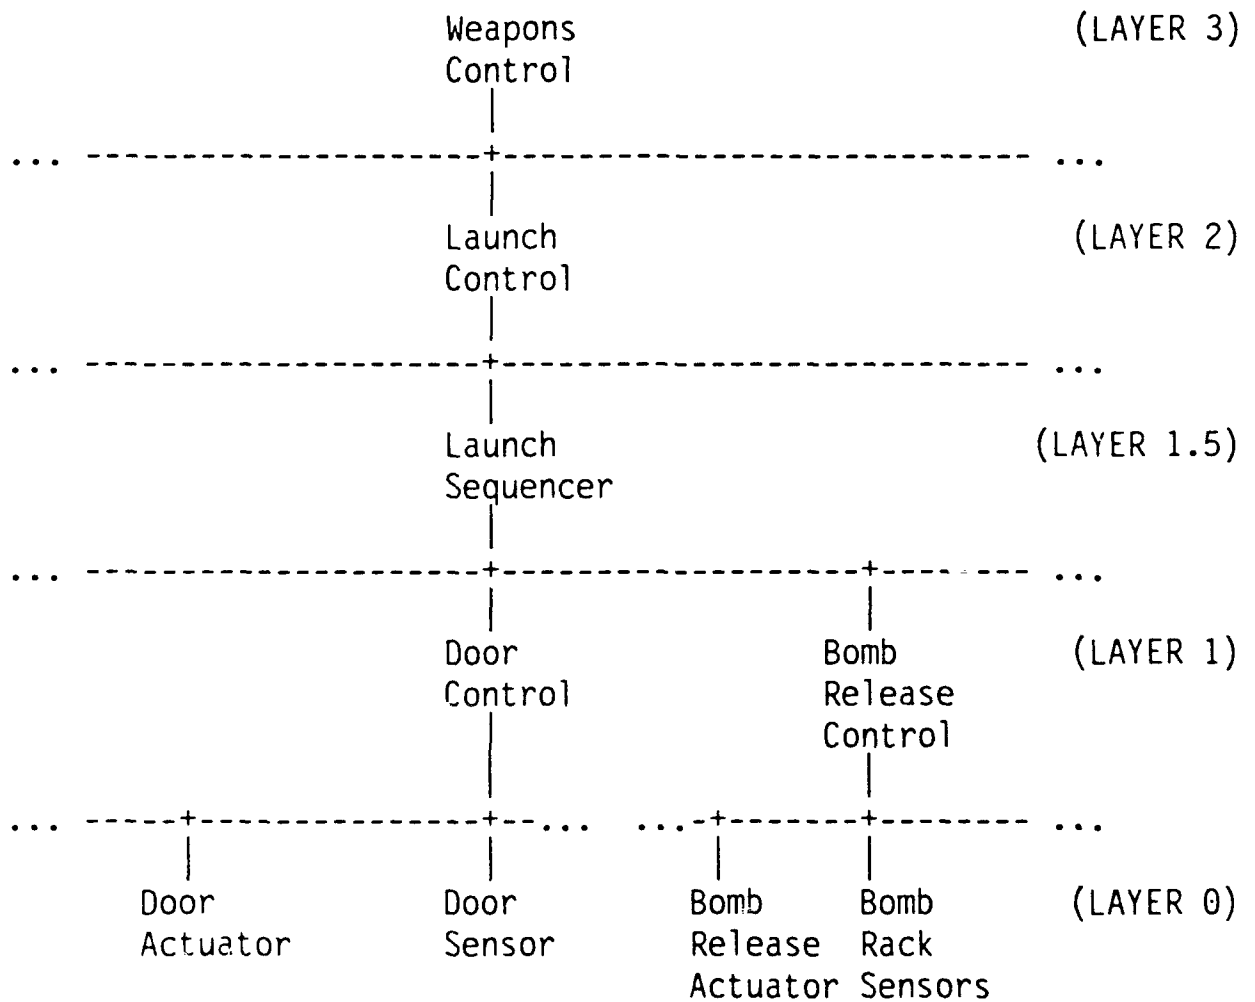 Weapons (LAYER 3)
Control
... ...
Launch (LAYER 2)
Control
... ...
Launch (LAYER 1.5)
Sequencer
... ...
Door Bomb (LAYER 1)
Control Release
Control
... ... ... ...
Door Door Bomb Bomb (LAYER 0)
Actuator Sensor Release Rack
Actuator Sensors